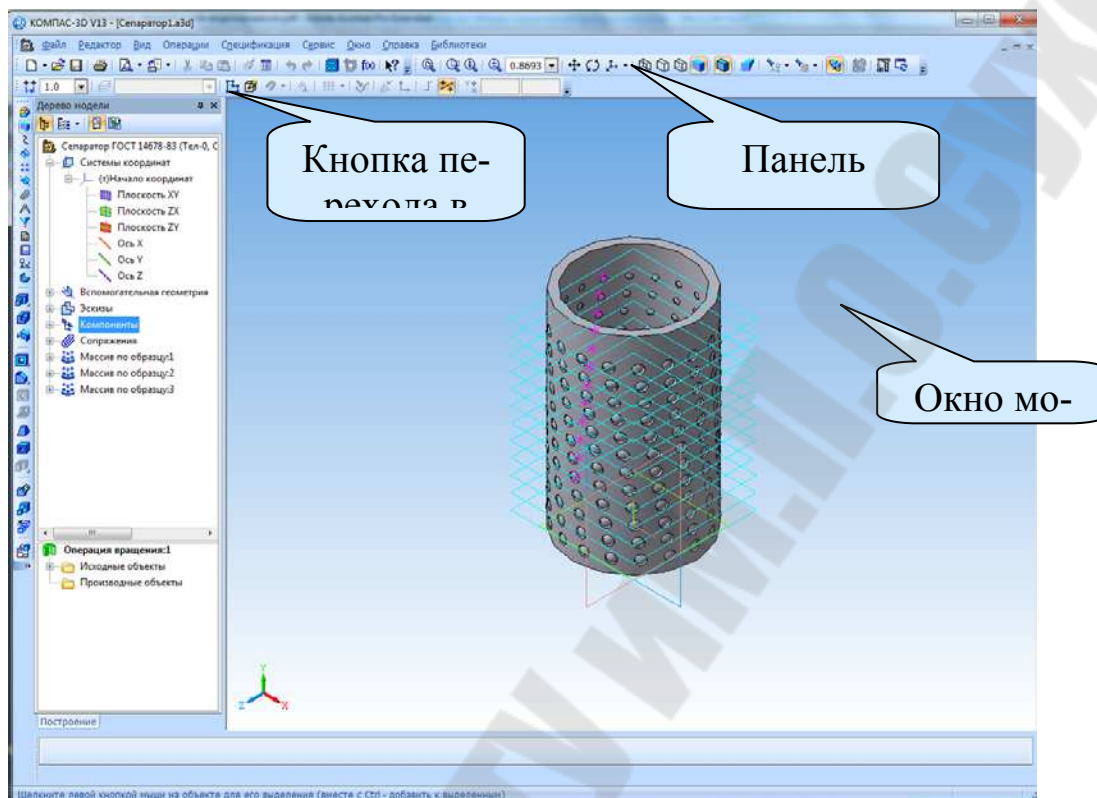 КОМПАС-3D V13 - [Сепаратор1.a3d]
Файл Редактор Вид Операции Спецификация Сервис Окно Справка Библиотеки
0.8693
1.0
Дерево модели
Кнопка пе-
рехода в
Панель
Сепаратор ГОСТ 14678-83 (Тел-0, С
Системы координат
(т)Начало координат
Плоскость XY
Плоскость ZX
Плоскость ZY
Ось X
Ось Y
Ось Z
Вспомогательная геометрия
Эскизы
Компоненты
Сопряжения
Массив по образцу:1
Массив по образцу:2
Массив по образцу:3
Окно мо-
Операция вращения:1
Исходные объекты
Производные объекты
Y
Z
X
Построение
Щелкните левой кнопкой мыши на объекте для его выделения (вместе с Ctrl - добавить к выделенным)